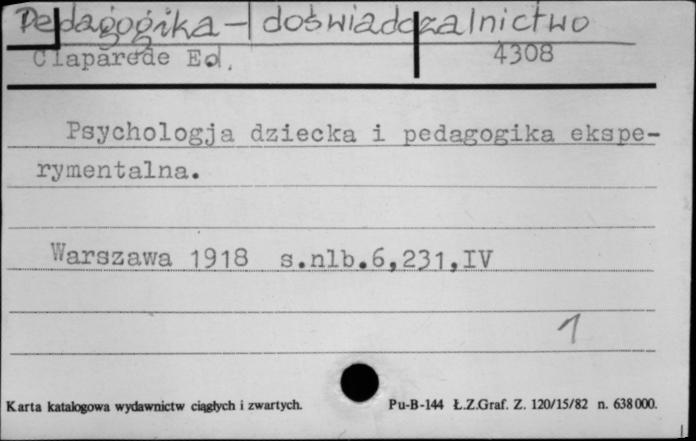 Pedagogika - doświadczalnictwo
Claparede Ed. 4308
Psychologja dziecka i pedagogika ekspe-
rymentalna.
Warszawa 1918 s.nlb.6,231,IV
1
Karta katalogowa wydawnictw ciągłych i zwartych. Pu-B-144 Ł.Z.Graf. Z. 120/15/82 n. 638000.